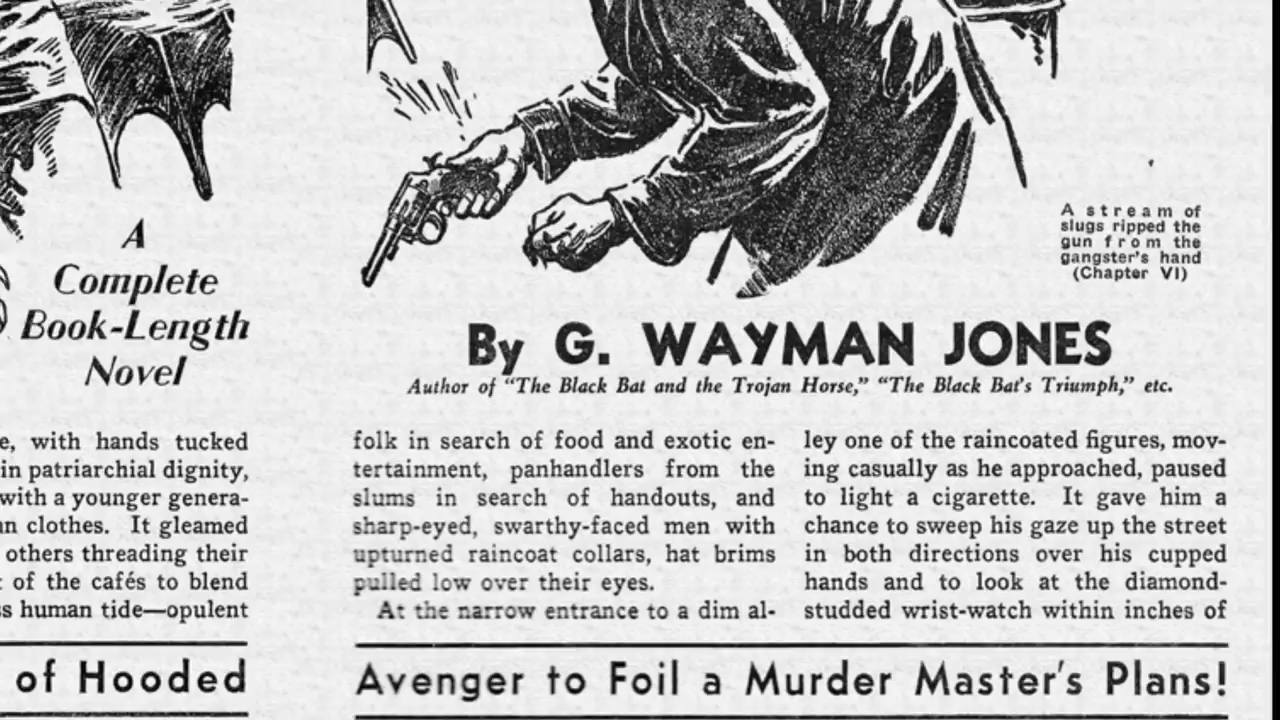 A
Complete
Book-Length
Novel
A stream of
slugs ripped the
gun from the
gangster's hand
(Chapter VI)
By G. WAYMAN JONES
Author of "The Black Bat and the Trojan Horse," "The Black Bat's Triumph," etc.
with hands tucked
in patriarchial dignity,
with a younger genera-
clothes. It gleamed
others threading their
of the cafés to blend
human tide—opulent
folk in search of food and exotic en-
tertainment, panhandlers from the
slums in search of handouts, and
sharp-eyed, swarthy-faced men with
upturned raincoat collars, hat brims
pulled low over their eyes.
At the narrow entrance to a dim al-
ley one of the raincoated figures, mov-
ing casually as he approached, paused
to light a cigarette. It gave him a
chance to sweep his gaze up the street
in both directions over his cupped
hands and to look at the diamond-
studded wrist-watch within inches of
of Hooded
Avenger to Foil a Murder Master's Plans!